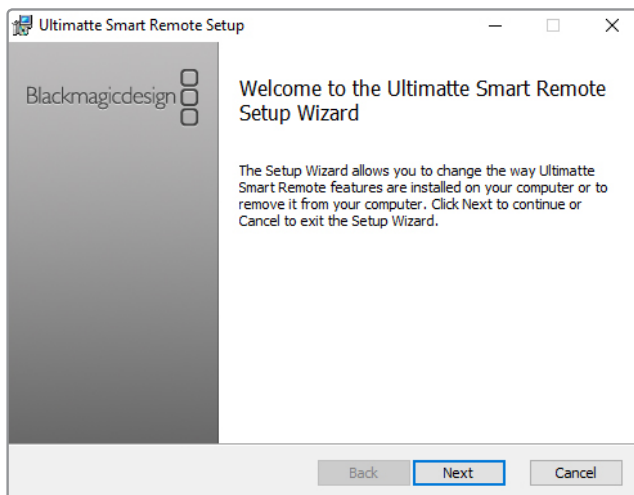 Ultimatte Smart Remote Setup
Blackmagicdesign
Welcome to the Ultimatte Smart Remote
Setup Wizard
The Setup Wizard allows you to change the way Ultimatte
Smart Remote features are installed on your computer or to
remove it from your computer. Click Next to continue or
Cancel to exit the Setup Wizard.
Back Next Cancel